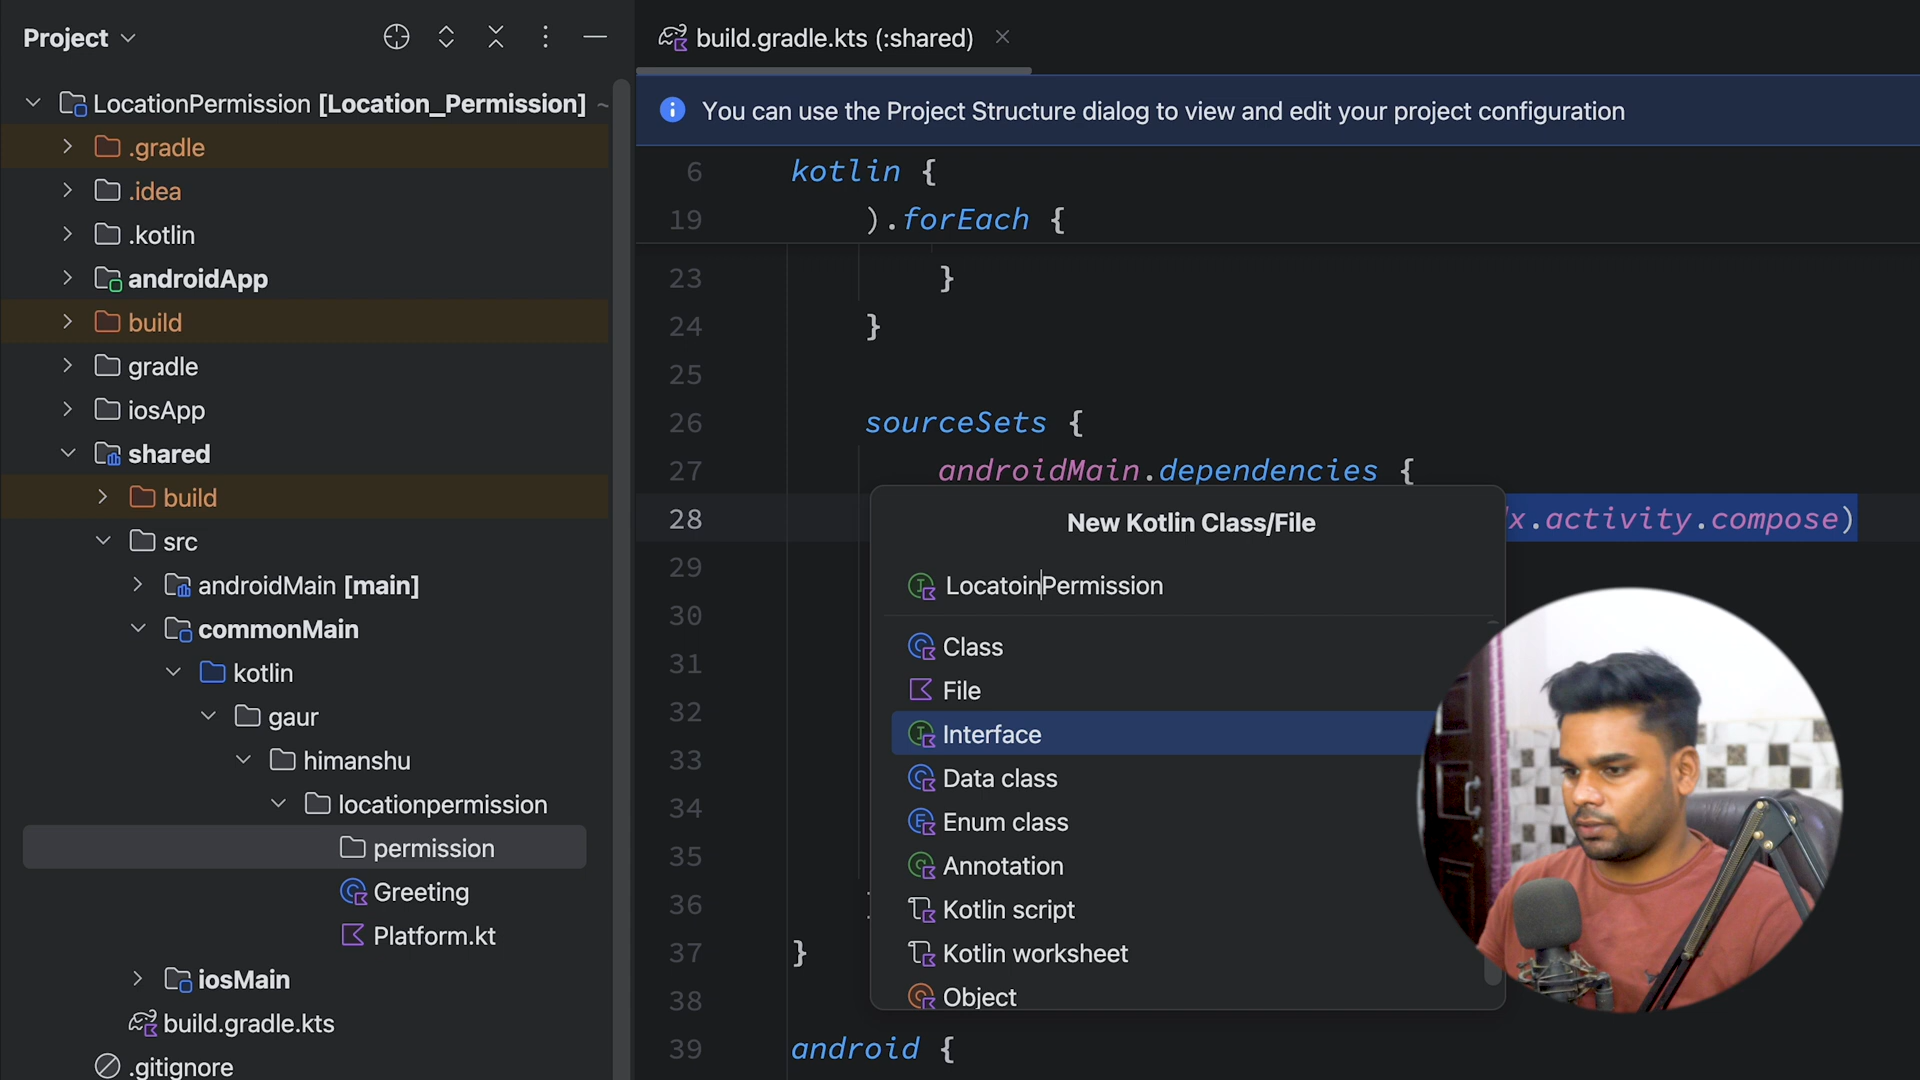 Project
LocationPermission [Location_Permission] ~
.gradle
.idea
.kotlin
androidApp
build
gradle
iosApp
shared
build
src
androidMain [main]
commonMain
kotlin
gaur
himanshu
locationpermission
permission
Greeting
Platform.kt
iosMain
build.gradle.kts
.gitignore
build.gradle.kts (:shared)
You can use the Project Structure dialog to view and edit your project configuration
6 kotlin {
19 ).forEach {
23 }
24 }
25
26 sourceSets {
27 androidMain.dependencies {
28 x.activity.compose)
29
30
31
32
33
34
35
36
37 }
38
39 android {
New Kotlin Class/File
LocatoinPermission
Class
File
Interface
Data class
Enum class
Annotation
Kotlin script
Kotlin worksheet
Object